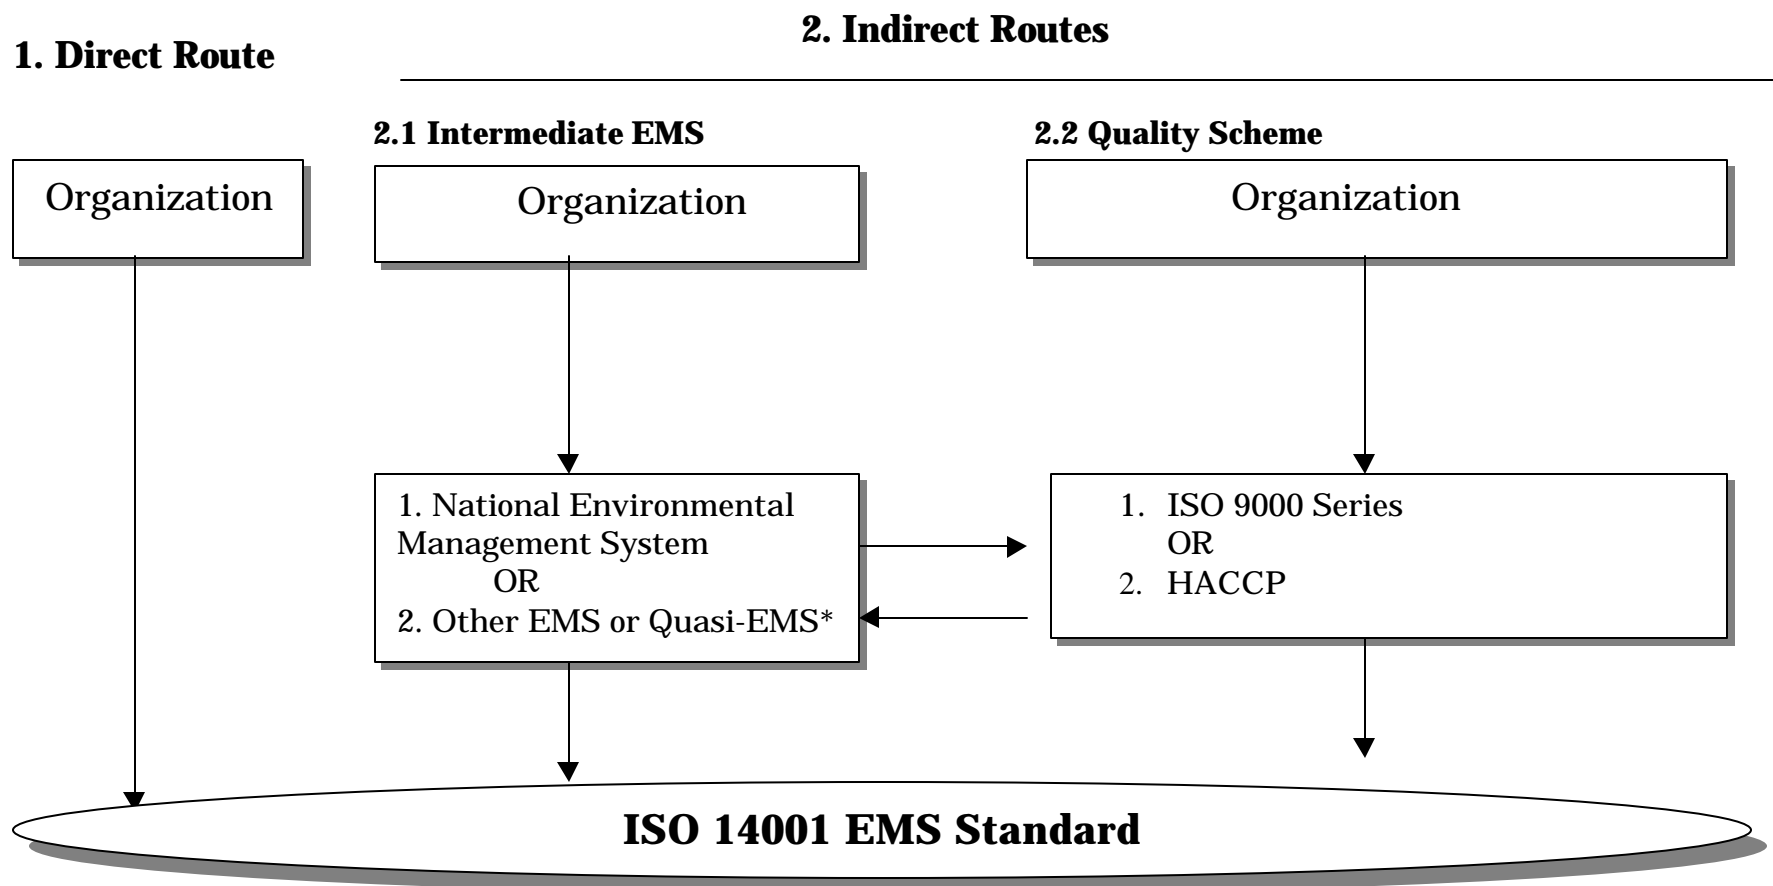 2. Indirect Routes
1. Direct Route
2.1 Intermediate EMS
2.2 Quality Scheme
Organization
Organization
Organization
1. National Environmental
Management System
OR
2. Other EMS or Quasi-EMS*
1. ISO 9000 Series
OR
2. HACCP
ISO 14001 EMS Standard